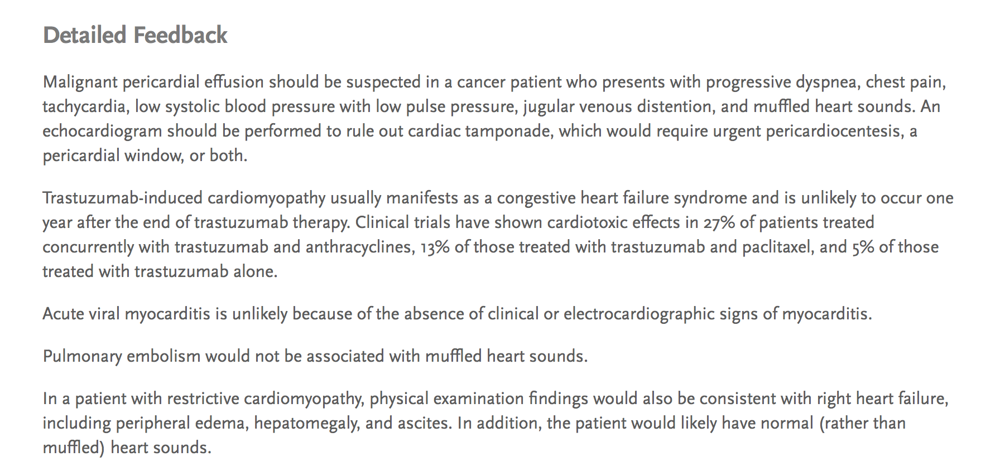 Detailed Feedback
Malignant pericardial effusion should be suspected in a cancer patient who presents with progressive dyspnea, chest pain,
tachycardia, low systolic blood pressure with low pulse pressure, jugular venous distention, and muffled heart sounds. An
echocardiogram should be performed to rule out cardiac tamponade, which would require urgent pericardiocentesis, a
pericardial window, or both.
Trastuzumab-induced cardiomyopathy usually manifests as a congestive heart failure syndrome and is unlikely to occur one
year after the end of trastuzumab therapy. Clinical trials have shown cardiotoxic effects in 27% of patients treated
concurrently with trastuzumab and anthracyclines, 13% of those treated with trastuzumab and paclitaxel, and 5% of those
treated with trastuzumab alone.
Acute viral myocarditis is unlikely because of the absence of clinical or electrocardiographic signs of myocarditis.
Pulmonary embolism would not be associated with muffled heart sounds.
In a patient with restrictive cardiomyopathy, physical examination findings would also be consistent with right heart failure,
including peripheral edema, hepatomegaly, and ascites. In addition, the patient would likely have normal (rather than
muffled) heart sounds.